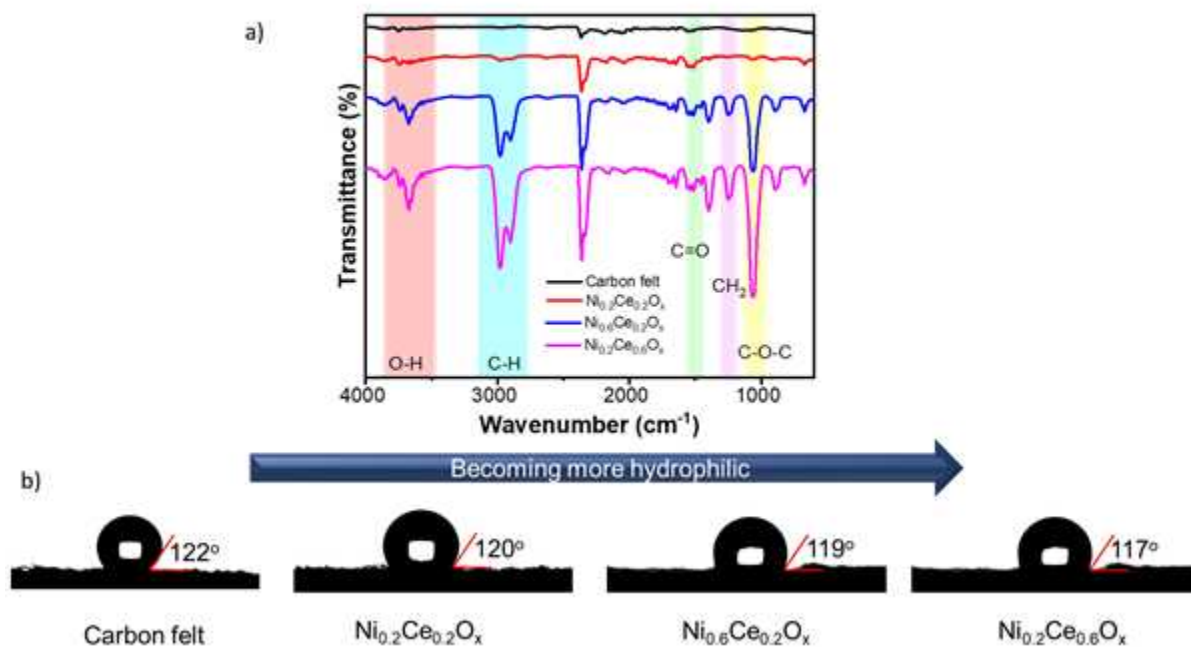 a)
Transmittance (%)
C=O
CH₂
C-O-C
O-H
C-H
Carbon felt
Ni₀.₂Ce₀.₂Oₓ
Ni₀.₆Ce₀.₂Oₓ
Ni₀.₂Ce₀.₆Oₓ
4000 3000 2000 1000
Wavenumber (cm⁻¹)
Becoming more hydrophilic
b)
122° 120° 119° 117°
Carbon felt Ni₀.₂Ce₀.₂Oₓ Ni₀.₆Ce₀.₂Oₓ Ni₀.₂Ce₀.₆Oₓ